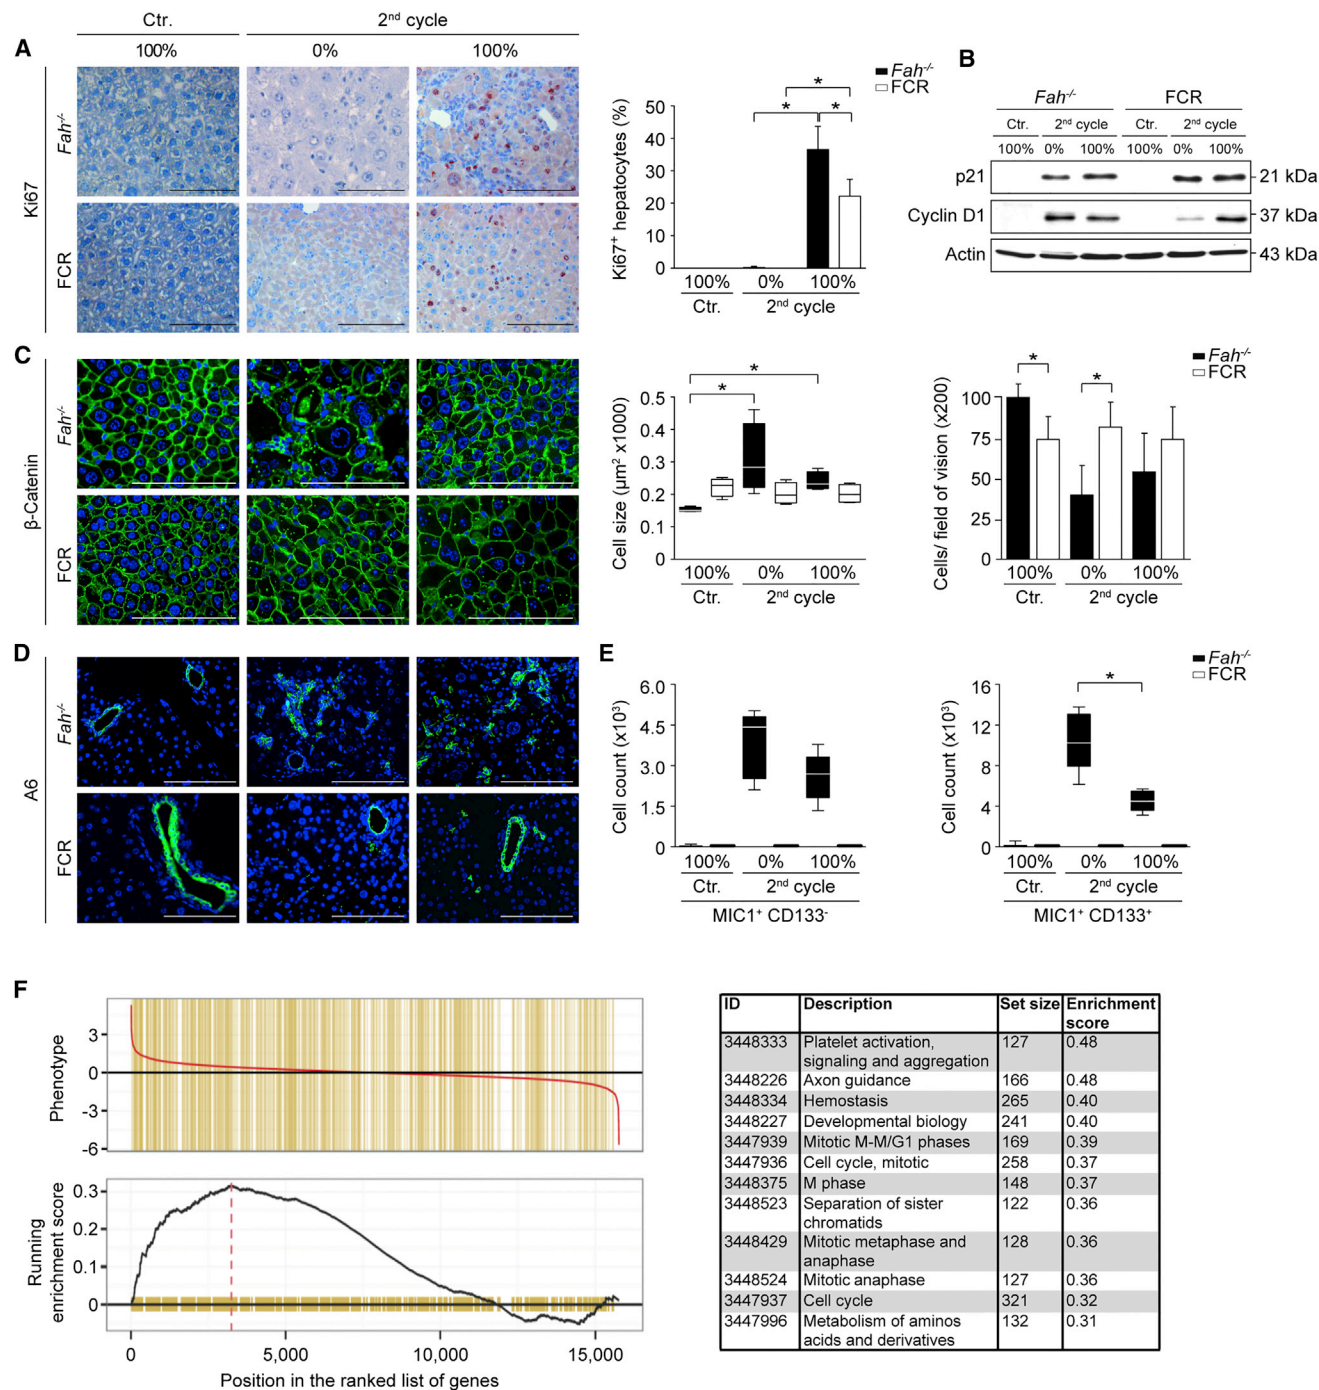 Ctr.
2nd cycle
100%
0%
100%
A
Ki67
Fah-/-
FCR
Ki67+ hepatocytes (%)
50
40
30
20
10
0
100%
0%
100%
Ctr.
2nd cycle
*
*
*
Fah-/-
FCR
B
Fah-/-
FCR
Ctr.
2nd cycle
Ctr.
2nd cycle
100%
0%
100%
100%
0%
100%
p21
21 kDa
Cyclin D1
37 kDa
Actin
43 kDa
C
β-Catenin
Fah-/-
FCR
Cell size (µm² x1000)
0.5
0.4
0.3
0.2
0.1
0
*
*
100%
0%
100%
Ctr.
2nd cycle
Cells/ field of vision (x200)
100
75
50
25
0
*
*
100%
0%
100%
Ctr.
2nd cycle
Fah-/-
FCR
D
A6
Fah-/-
FCR
E
Cell count (x10³)
6.0
4.5
3.0
1.5
0
100%
0%
100%
Ctr.
2nd cycle
MIC1+ CD133-
Cell count (x10³)
16
12
8
4
0
*
100%
0%
100%
Ctr.
2nd cycle
MIC1+ CD133+
Fah-/-
FCR
F
Phenotype
3
0
-3
-6
Running
enrichment score
0.3
0.2
0.1
0
0
5,000
10,000
15,000
Position in the ranked list of genes
ID Description Set size Enrichment
score
3448333 Platelet activation, 127 0.48
signaling and aggregation
3448226 Axon guidance 166 0.48
3448334 Hemostasis 265 0.40
3448227 Developmental biology 241 0.40
3447939 Mitotic M-M/G1 phases 169 0.39
3447936 Cell cycle, mitotic 258 0.37
3448375 M phase 148 0.37
3448523 Separation of sister 122 0.36
chromatids
3448429 Mitotic metaphase and 128 0.36
anaphase
3448524 Mitotic anaphase 127 0.36
3447937 Cell cycle 321 0.32
3447996 Metabolism of aminos 132 0.31
acids and derivatives